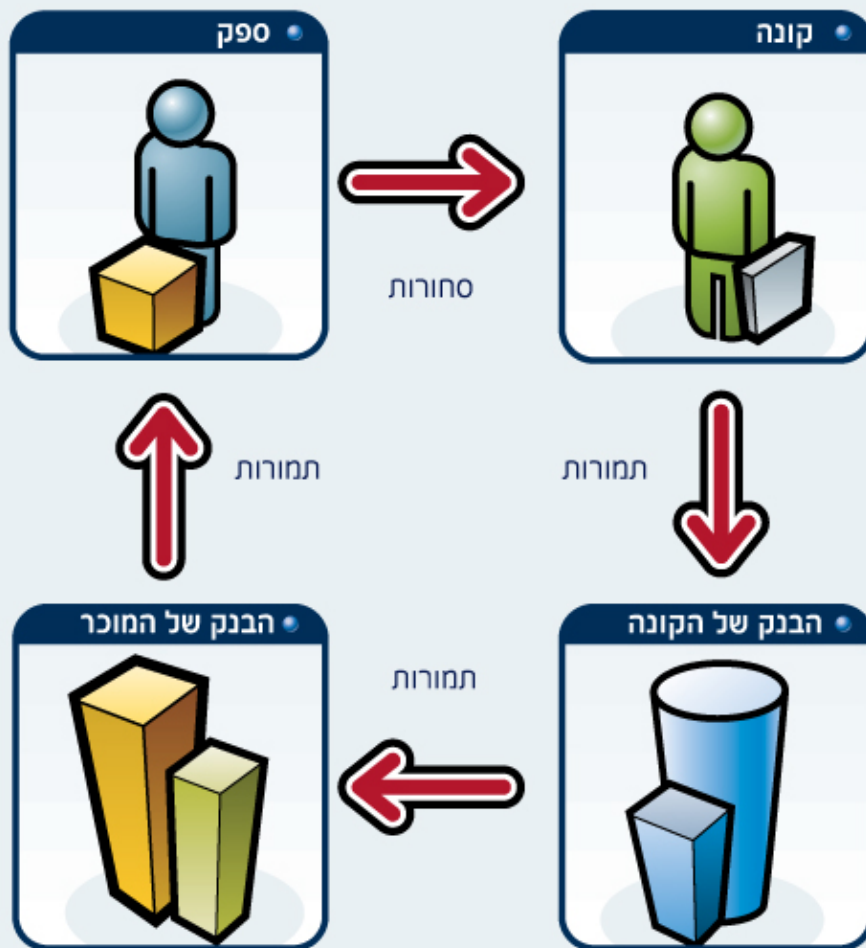 קונה
ספק
סחורות
תמורות
תמורות
הבנק של הקונה
הבנק של המוכר
תמורות